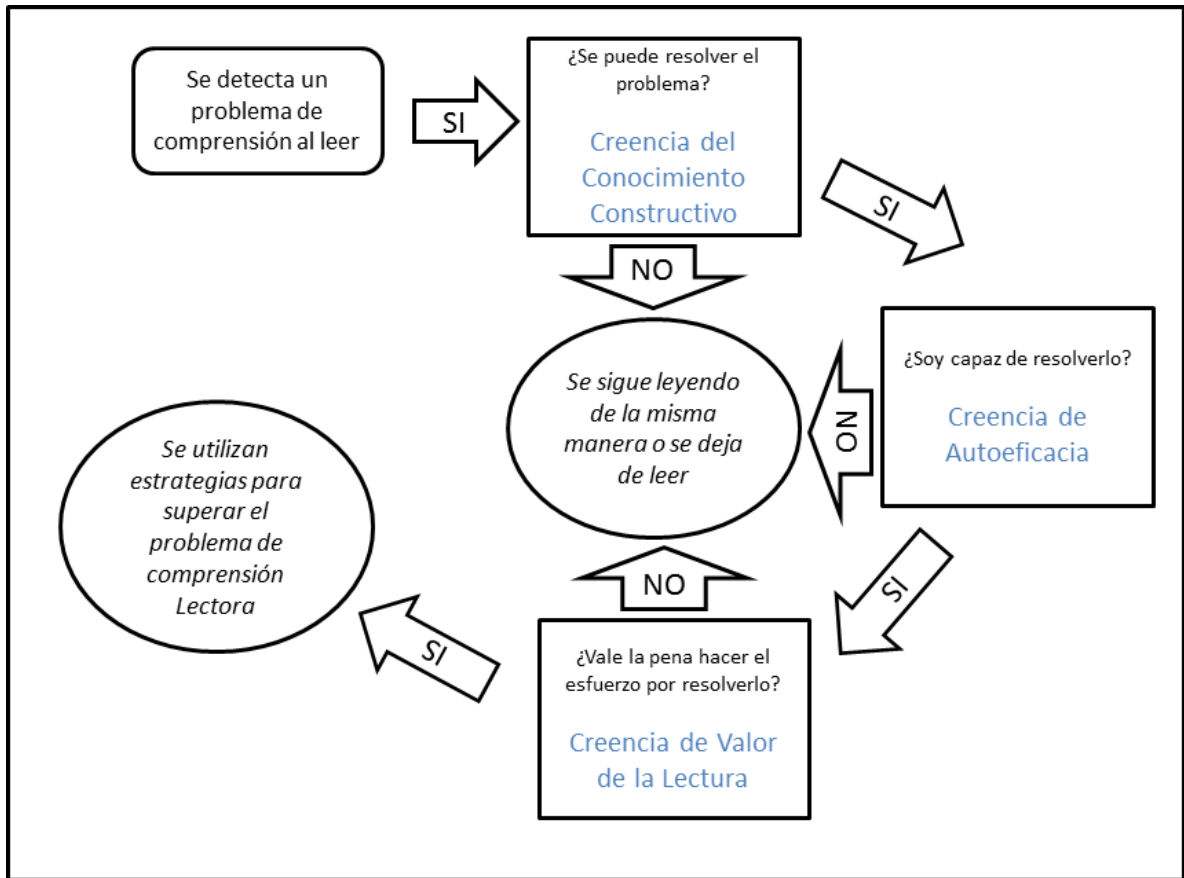 Se detecta un
problema de
comprensión al leer
SI
¿Se puede resolver el
problema?
Creencia del
Conocimiento
Constructivo
SI
NO
¿Soy capaz de resolverlo?
Creencia de
Autoeficacia
NO
Se sigue leyendo
de la misma
manera o se deja
de leer
SI
¿Vale la pena hacer el
esfuerzo por resolverlo?
Creencia de Valor
de la Lectura
NO
SI
Se utilizan
estrategias para
superar el
problema de
comprensión
Lectora